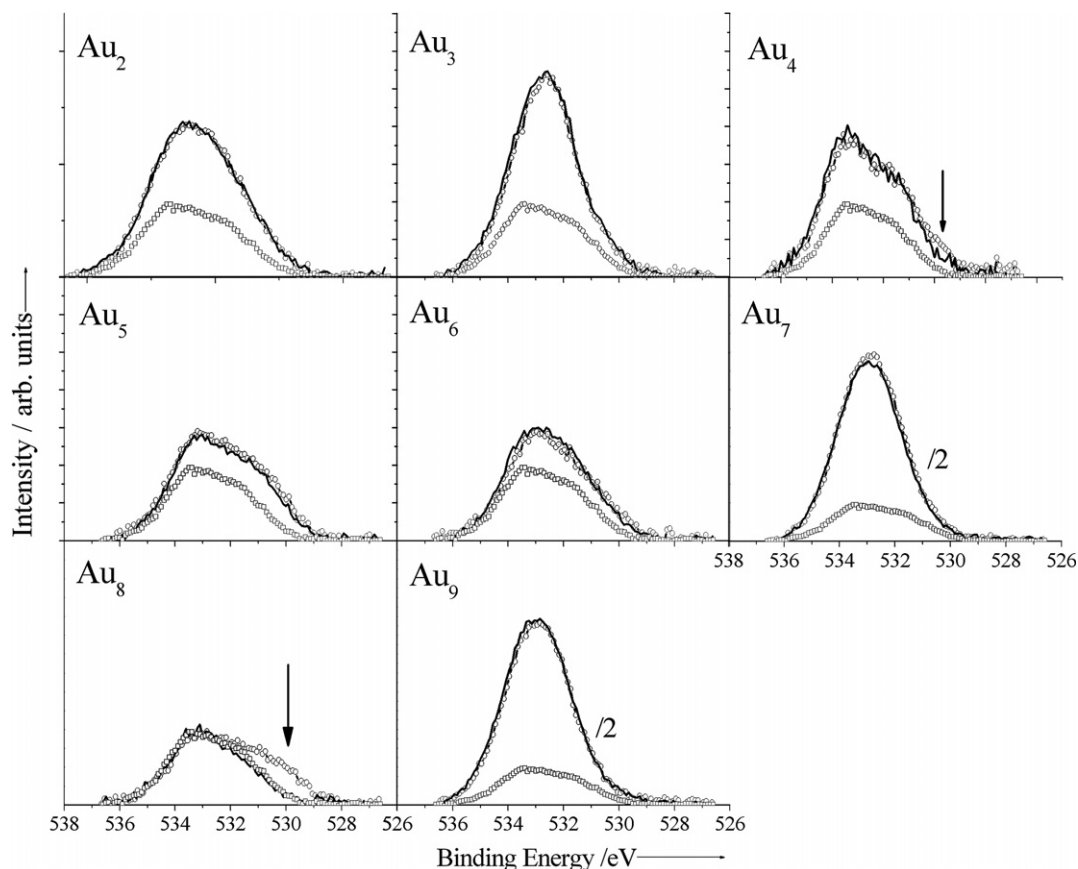 Au2
Au3
Au4
Au5
Au6
Au7
/2
538
536 534 532 530 528 526
Au8
Au9
/2
538 536 534 532 530 528 526
536 534 532 530 528 526
Intensity / arb. units
Binding Energy /eV